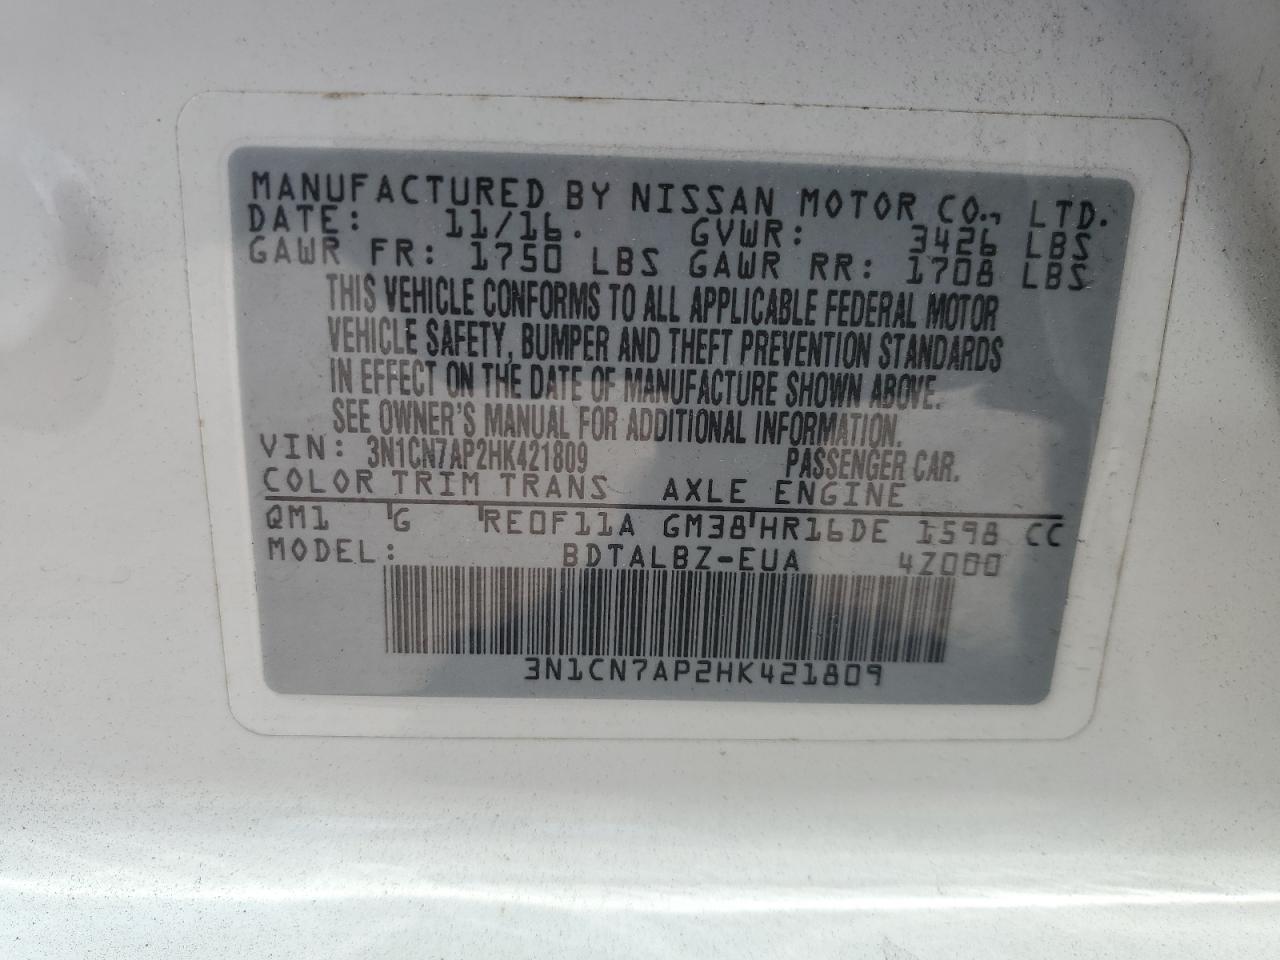 MANUFACTURED BY NISSAN MOTOR CO., LTD.
DATE: 11/16. GVWR: 3426 LBS
GAWR FR: 1750 LBS GAWR RR: 1708 LBS
THIS VEHICLE CONFORMS TO ALL APPLICABLE FEDERAL MOTOR
VEHICLE SAFETY, BUMPER AND THEFT PREVENTION STANDARDS
IN EFFECT ON THE DATE OF MANUFACTURE SHOWN ABOVE.
SEE OWNER'S MANUAL FOR ADDITIONAL INFORMATION.
VIN: 3N1CN7AP2HK421809 PASSENGER CAR.
COLOR TRIM TRANS AXLE ENGINE
QM1 G RE0F11A GM38 HR16DE 1598 CC
MODEL: BDTALBZ-EUA 4Z000
3N1CN7AP2HK421809